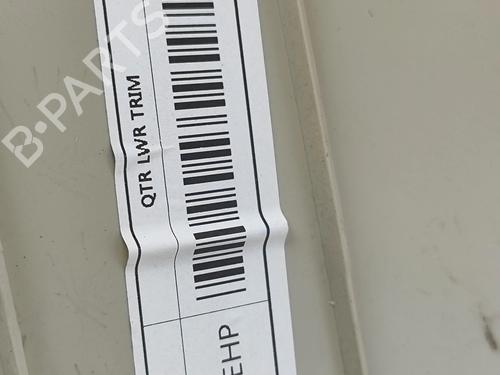 B-PARTS
QTR LWR TRIM
EHP